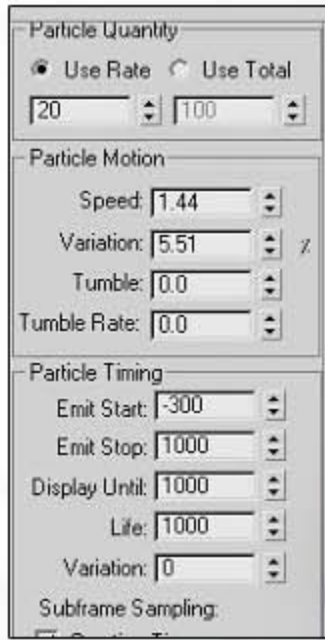 Particle Quantity
Use Rate Use Total
20 100
Particle Motion
Speed: 1.44
Variation: 5.51 %
Tumble: 0.0
Tumble Rate: 0.0
Particle Timing
Emit Start: -300
Emit Stop: 1000
Display Until: 1000
Life: 1000
Variation: 0
Subframe Sampling: